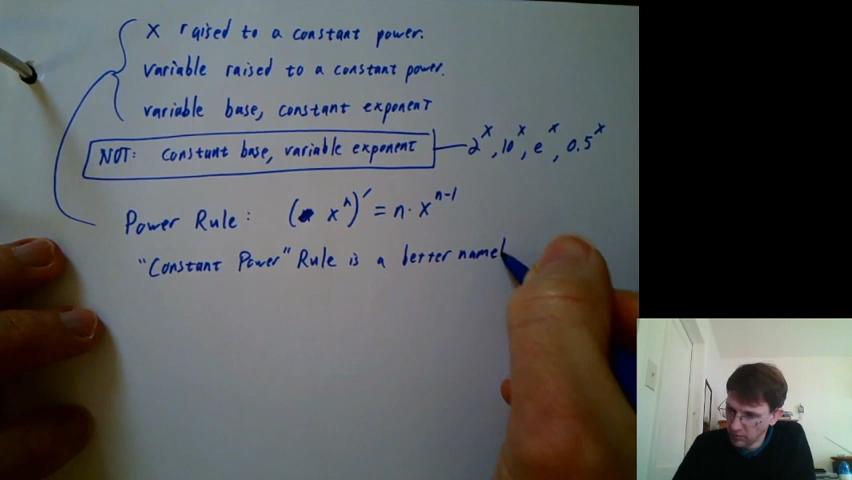 x raised to a constant power.
variable raised to a constant power.
variable base, constant exponent
NOT: Constant base, variable exponent — 2^x, 10^x, e^x, 0.5^x
Power Rule: (x^n)' = n · x^(n-1)
"Constant Power" Rule is a better name!